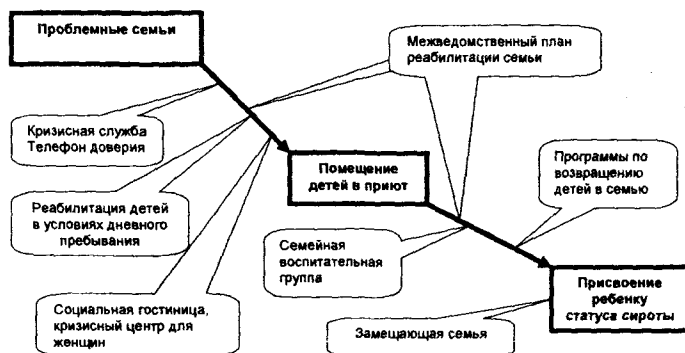 Проблемные семьи
Межведомственный план
реабилитации семьи
Кризисная служба
Телефон доверия
Помещение
детей в приют
Программы по
возвращению
детей в семью
Реабилитация детей
в условиях дневного
пребывания
Семейная
воспитательная
группа
Присвоение
ребенку
статуса сироты
Социальная гостиница,
кризисный центр для
женщин
Замещающая семья